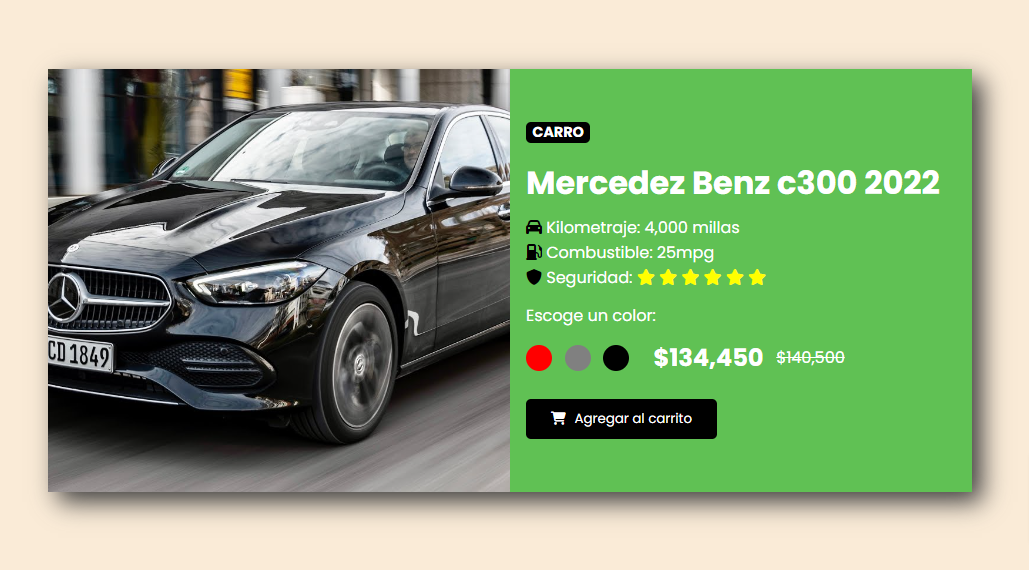 CARRO
Mercedez Benz c300 2022
Kilometraje: 4,000 millas
Combustible: 25mpg
Seguridad:
Escoge un color:
$134,450 $140,500
Agregar al carrito
CD 1849